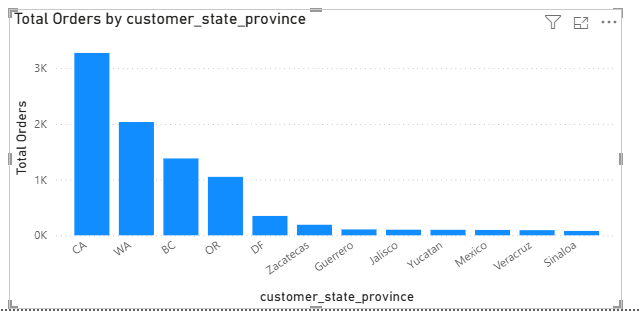 Total Orders by customer_state_province
Total Orders
3K
2K
1K
0K
CA
WA
BC
OR
DF
Zacatecas
Guerrero
Jalisco
Yucatan
Mexico
Veracruz
Sinaloa
customer_state_province